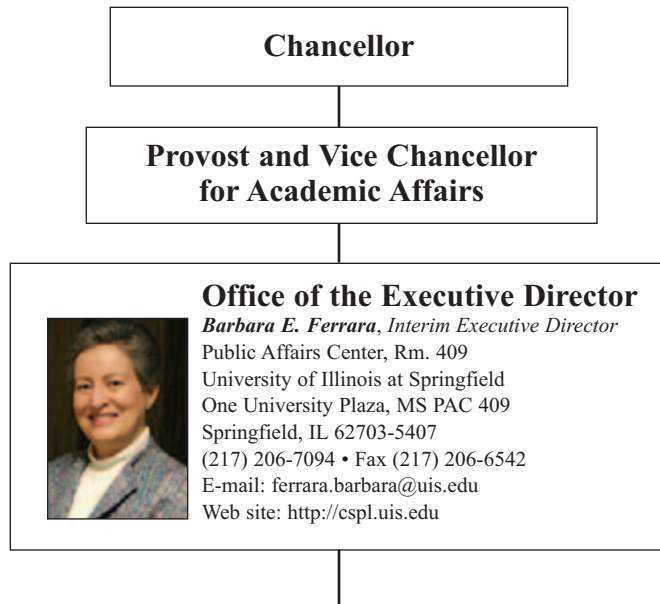 Chancellor
Provost and Vice Chancellor
for Academic Affairs
Office of the Executive Director
Barbara E. Ferrara, Interim Executive Director
Public Affairs Center, Rm. 409
University of Illinois at Springfield
One University Plaza, MS PAC 409
Springfield, IL 62703-5407
(217) 206-7094 • Fax (217) 206-6542
E-mail: ferrara.barbara@uis.edu
Web site: http://cspl.uis.edu